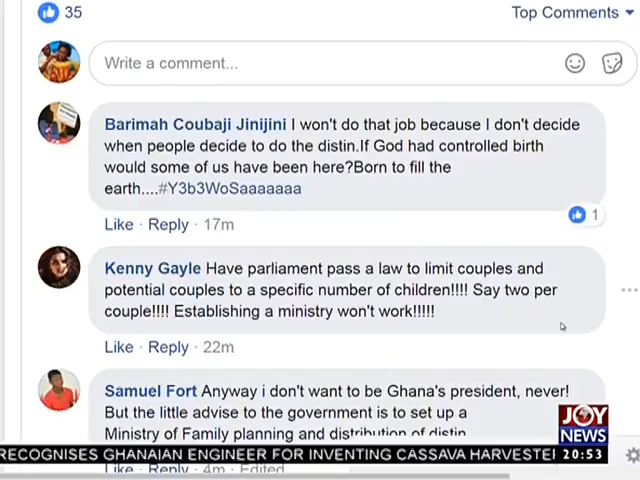 35
Top Comments
Write a comment...
Barimah Coubaji Jinijini I won't do that job because I don't decide
when people decide to do the distin.If God had controlled birth
would some of us have been here?Born to fill the
earth....#Y3b3WoSaaaaaaa
Like · Reply · 17m
1
Kenny Gayle Have parliament pass a law to limit couples and
potential couples to a specific number of children!!!! Say two per
couple!!!! Establishing a ministry won't work!!!!!
Like · Reply · 22m
Samuel Fort Anyway i don't want to be Ghana's president, never!
But the little advise to the government is to set up a
Ministry of Family planning and distribution of distin
JOY
NEWS
RECOGNISES GHANAIAN ENGINEER FOR INVENTING CASSAVA HARVESTE
20:53
Like · Reply · 4m · Edited